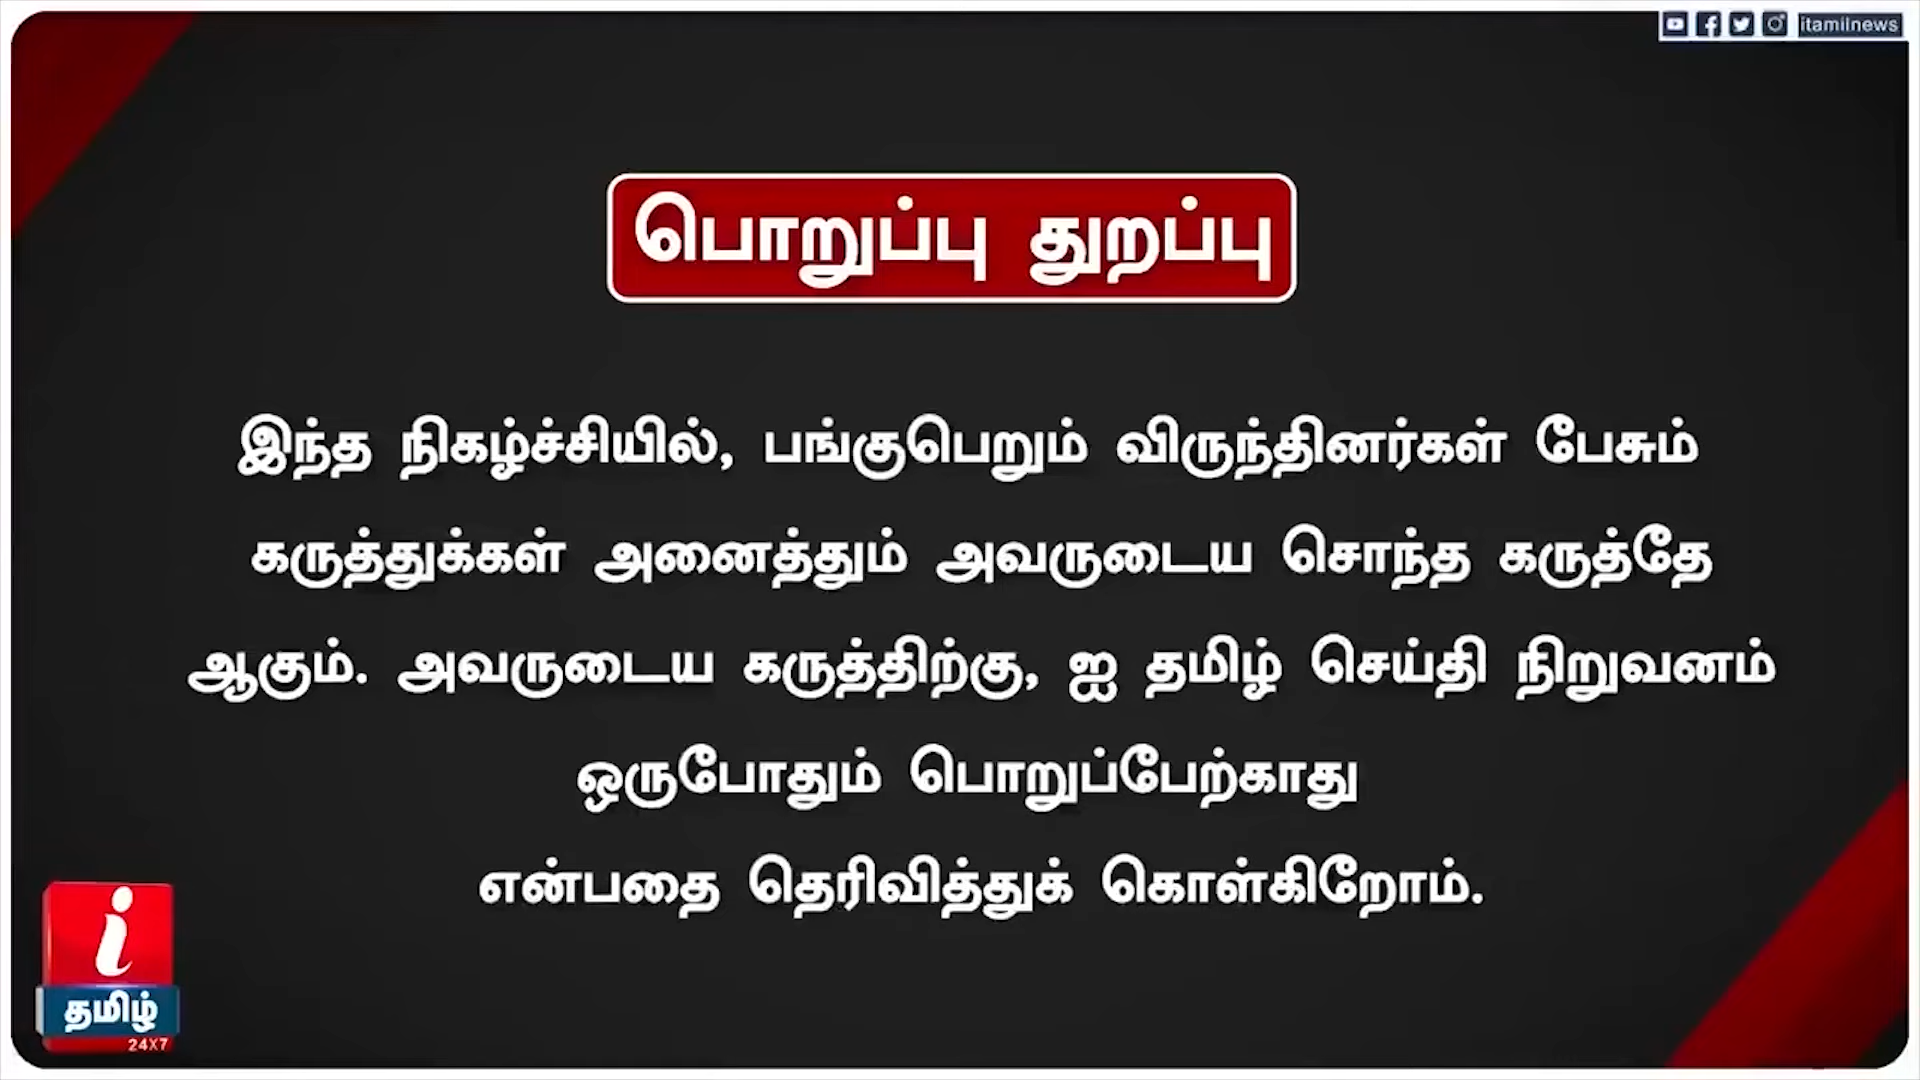 itamilnews
பொறுப்பு துறப்பு
இந்த நிகழ்ச்சியில், பங்குபெறும் விருந்தினர்கள் பேசும்
கருத்துக்கள் அனைத்தும் அவருடைய சொந்த கருத்தே
ஆகும். அவருடைய கருத்திற்கு, ஐ தமிழ் செய்தி நிறுவனம்
ஒருபோதும் பொறுப்பேற்காது
என்பதை தெரிவித்துக் கொள்கிறோம்.
i
தமிழ்
24X7